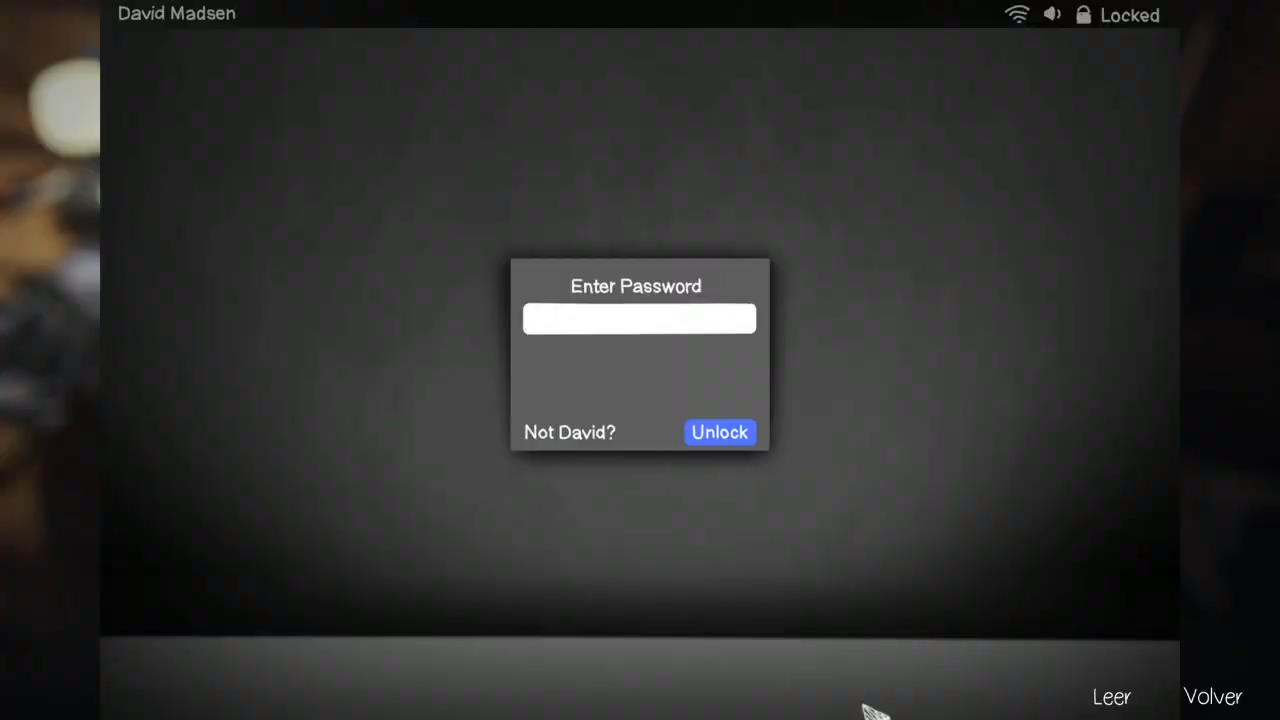 David Madsen
Locked
Enter Password
Not David?
Unlock
Leer
Volver